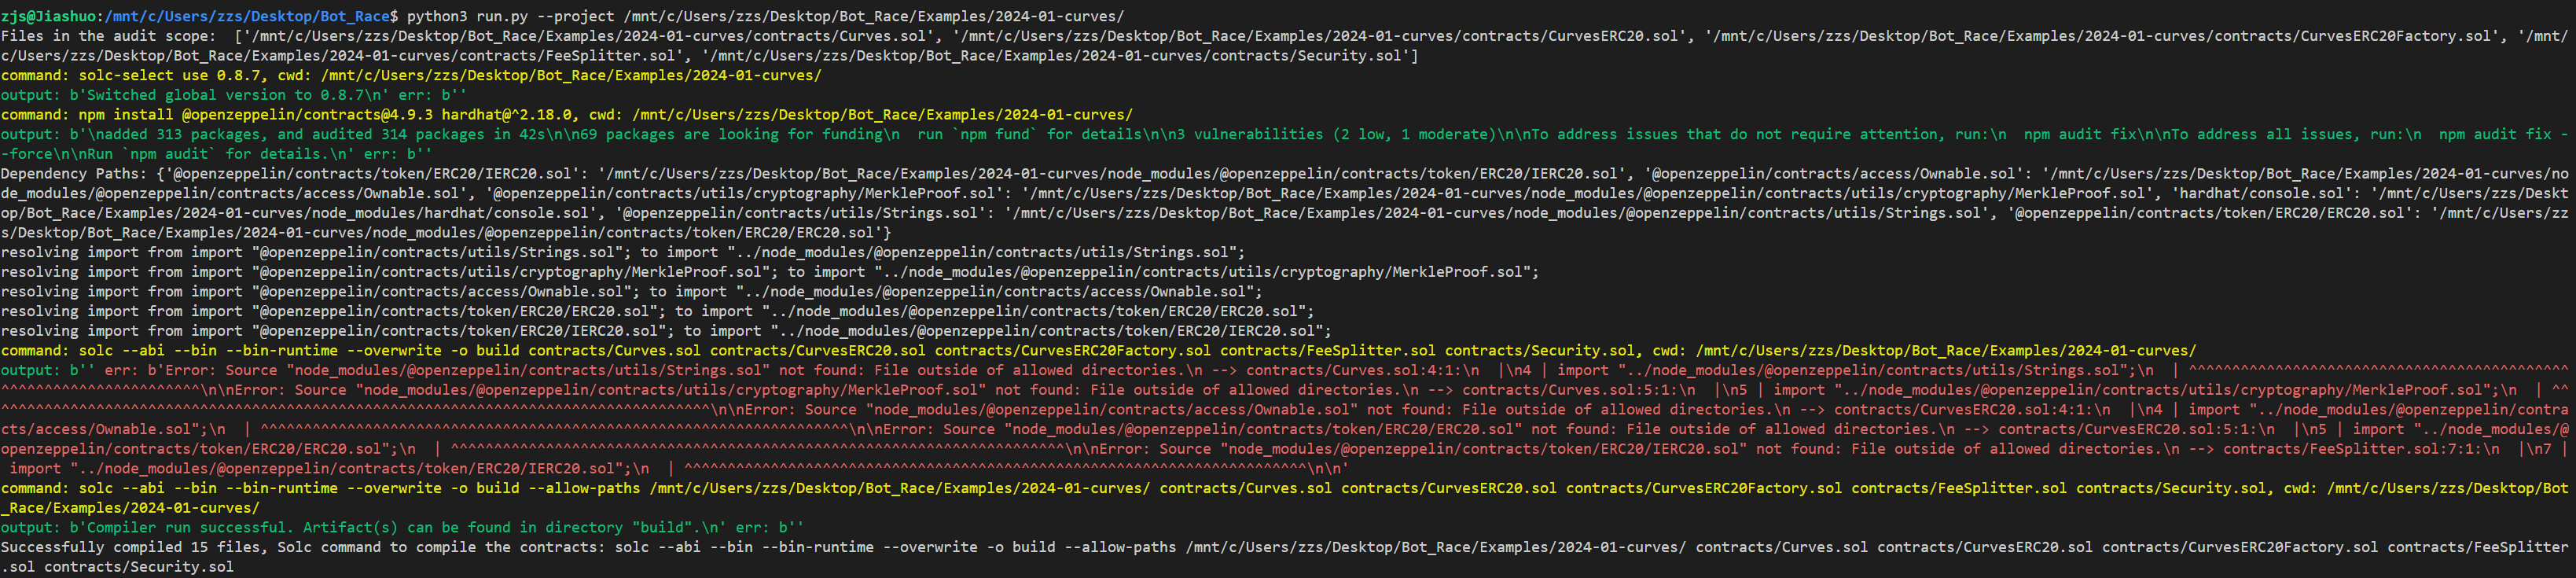 zjs@Jiashuo:/mnt/c/Users/zzs/Desktop/Bot_Race$ python3 run.py --project /mnt/c/Users/zzs/Desktop/Bot_Race/Examples/2024-01-curves/
Files in the audit scope:  ['/mnt/c/Users/zzs/Desktop/Bot_Race/Examples/2024-01-curves/contracts/Curves.sol', '/mnt/c/Users/zzs/Desktop/Bot_Race/Examples/2024-01-curves/contracts/CurvesERC20.sol', '/mnt/c/Users/zzs/Desktop/Bot_Race/Examples/2024-01-curves/contracts/CurvesERC20Factory.sol', '/mnt/
c/Users/zzs/Desktop/Bot_Race/Examples/2024-01-curves/contracts/FeeSplitter.sol', '/mnt/c/Users/zzs/Desktop/Bot_Race/Examples/2024-01-curves/contracts/Security.sol']
command: solc-select use 0.8.7, cwd: /mnt/c/Users/zzs/Desktop/Bot_Race/Examples/2024-01-curves/
output: b'Switched global version to 0.8.7\n' err: b''
command: npm install @openzeppelin/contracts@4.9.3 hardhat@^2.18.0, cwd: /mnt/c/Users/zzs/Desktop/Bot_Race/Examples/2024-01-curves/
output: b'\nadded 313 packages, and audited 314 packages in 42s\n\n69 packages are looking for funding\n  run `npm fund` for details\n\n3 vulnerabilities (2 low, 1 moderate)\n\nTo address issues that do not require attention, run:\n  npm audit fix\n\nTo address all issues, run:\n  npm audit fix -
-force\n\nRun `npm audit` for details.\n' err: b''
Dependency Paths: {'@openzeppelin/contracts/token/ERC20/IERC20.sol': '/mnt/c/Users/zzs/Desktop/Bot_Race/Examples/2024-01-curves/node_modules/@openzeppelin/contracts/token/ERC20/IERC20.sol', '@openzeppelin/contracts/access/Ownable.sol': '/mnt/c/Users/zzs/Desktop/Bot_Race/Examples/2024-01-curves/no
de_modules/@openzeppelin/contracts/access/Ownable.sol', '@openzeppelin/contracts/utils/cryptography/MerkleProof.sol': '/mnt/c/Users/zzs/Desktop/Bot_Race/Examples/2024-01-curves/node_modules/@openzeppelin/contracts/utils/cryptography/MerkleProof.sol', 'hardhat/console.sol': '/mnt/c/Users/zzs/Deskt
op/Bot_Race/Examples/2024-01-curves/node_modules/hardhat/console.sol', '@openzeppelin/contracts/utils/Strings.sol': '/mnt/c/Users/zzs/Desktop/Bot_Race/Examples/2024-01-curves/node_modules/@openzeppelin/contracts/utils/Strings.sol', '@openzeppelin/contracts/token/ERC20/ERC20.sol': '/mnt/c/Users/zz
s/Desktop/Bot_Race/Examples/2024-01-curves/node_modules/@openzeppelin/contracts/token/ERC20/ERC20.sol'}
resolving import from import "@openzeppelin/contracts/utils/Strings.sol"; to import "../node_modules/@openzeppelin/contracts/utils/Strings.sol";
resolving import from import "@openzeppelin/contracts/utils/cryptography/MerkleProof.sol"; to import "../node_modules/@openzeppelin/contracts/utils/cryptography/MerkleProof.sol";
resolving import from import "@openzeppelin/contracts/access/Ownable.sol"; to import "../node_modules/@openzeppelin/contracts/access/Ownable.sol";
resolving import from import "@openzeppelin/contracts/token/ERC20/ERC20.sol"; to import "../node_modules/@openzeppelin/contracts/token/ERC20/ERC20.sol";
resolving import from import "@openzeppelin/contracts/token/ERC20/IERC20.sol"; to import "../node_modules/@openzeppelin/contracts/token/ERC20/IERC20.sol";
command: solc --abi --bin --bin-runtime --overwrite -o build contracts/Curves.sol contracts/CurvesERC20.sol contracts/CurvesERC20Factory.sol contracts/FeeSplitter.sol contracts/Security.sol, cwd: /mnt/c/Users/zzs/Desktop/Bot_Race/Examples/2024-01-curves/
output: b'' err: b'Error: Source "node_modules/@openzeppelin/contracts/utils/Strings.sol" not found: File outside of allowed directories.\n --> contracts/Curves.sol:4:1:\n  |\n4 | import "../node_modules/@openzeppelin/contracts/utils/Strings.sol";\n  | ^^^^^^^^^^^^^^^^^^^^^^^^^^^^^^^^^^^^^^^^^^^^
^^^^^^^^^^^^^^^^^^^^^^^\n\nError: Source "node_modules/@openzeppelin/contracts/utils/cryptography/MerkleProof.sol" not found: File outside of allowed directories.\n --> contracts/Curves.sol:5:1:\n  |\n5 | import "../node_modules/@openzeppelin/contracts/utils/cryptography/MerkleProof.sol";\n  | ^^
^^^^^^^^^^^^^^^^^^^^^^^^^^^^^^^^^^^^^^^^^^^^^^^^^^^^^^^^^^^^^^^^^^^^^^^^^^^^^^^^^^\n\nError: Source "node_modules/@openzeppelin/contracts/access/Ownable.sol" not found: File outside of allowed directories.\n --> contracts/CurvesERC20.sol:4:1:\n  |\n4 | import "../node_modules/@openzeppelin/contra
cts/access/Ownable.sol";\n  | ^^^^^^^^^^^^^^^^^^^^^^^^^^^^^^^^^^^^^^^^^^^^^^^^^^^^^^^^^^^^^^^^^^^^\n\nError: Source "node_modules/@openzeppelin/contracts/token/ERC20/ERC20.sol" not found: File outside of allowed directories.\n --> contracts/CurvesERC20.sol:5:1:\n  |\n5 | import "../node_modules/@
openzeppelin/contracts/token/ERC20/ERC20.sol";\n  | ^^^^^^^^^^^^^^^^^^^^^^^^^^^^^^^^^^^^^^^^^^^^^^^^^^^^^^^^^^^^^^^^^^^^^^^\n\nError: Source "node_modules/@openzeppelin/contracts/token/ERC20/IERC20.sol" not found: File outside of allowed directories.\n --> contracts/FeeSplitter.sol:7:1:\n  |\n7 |
 import "../node_modules/@openzeppelin/contracts/token/ERC20/IERC20.sol";\n  | ^^^^^^^^^^^^^^^^^^^^^^^^^^^^^^^^^^^^^^^^^^^^^^^^^^^^^^^^^^^^^^^^^^^^^^^^\n\n'
command: solc --abi --bin --bin-runtime --overwrite -o build --allow-paths /mnt/c/Users/zzs/Desktop/Bot_Race/Examples/2024-01-curves/ contracts/Curves.sol contracts/CurvesERC20.sol contracts/CurvesERC20Factory.sol contracts/FeeSplitter.sol contracts/Security.sol, cwd: /mnt/c/Users/zzs/Desktop/Bot
_Race/Examples/2024-01-curves/
output: b'Compiler run successful. Artifact(s) can be found in directory "build".\n' err: b''
Successfully compiled 15 files, Solc command to compile the contracts: solc --abi --bin --bin-runtime --overwrite -o build --allow-paths /mnt/c/Users/zzs/Desktop/Bot_Race/Examples/2024-01-curves/ contracts/Curves.sol contracts/CurvesERC20.sol contracts/CurvesERC20Factory.sol contracts/FeeSplitter
.sol contracts/Security.sol